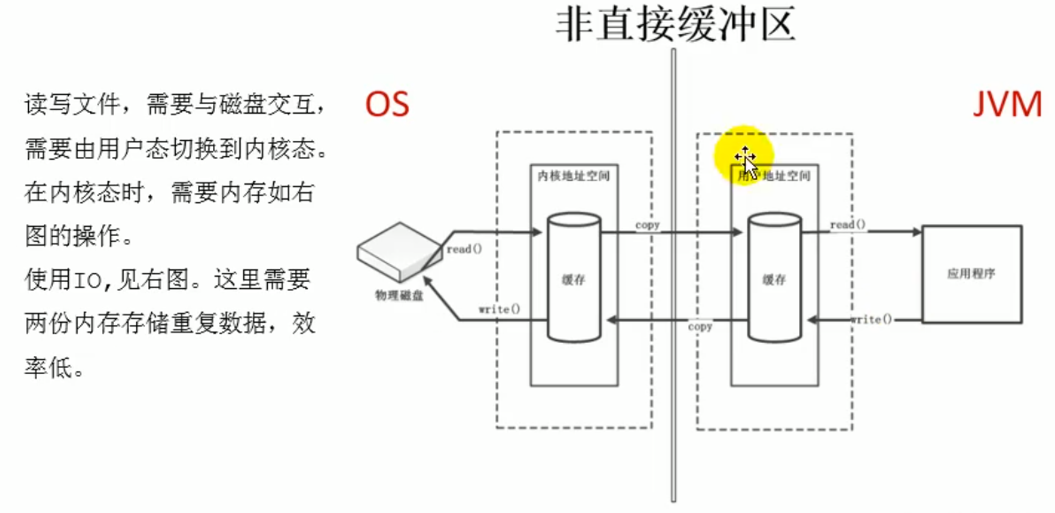 非直接缓冲区
读写文件，需要与磁盘交互，
需要由用户态切换到内核态。
在内核态时，需要内存如右
图的操作。
使用IO,见右图。这里需要
两份内存存储重复数据，效
率低。
OS
JVM
内核地址空间
用户地址空间
copy
read()
read()
缓存
缓存
应用程序
物理磁盘
write()
copy
write()